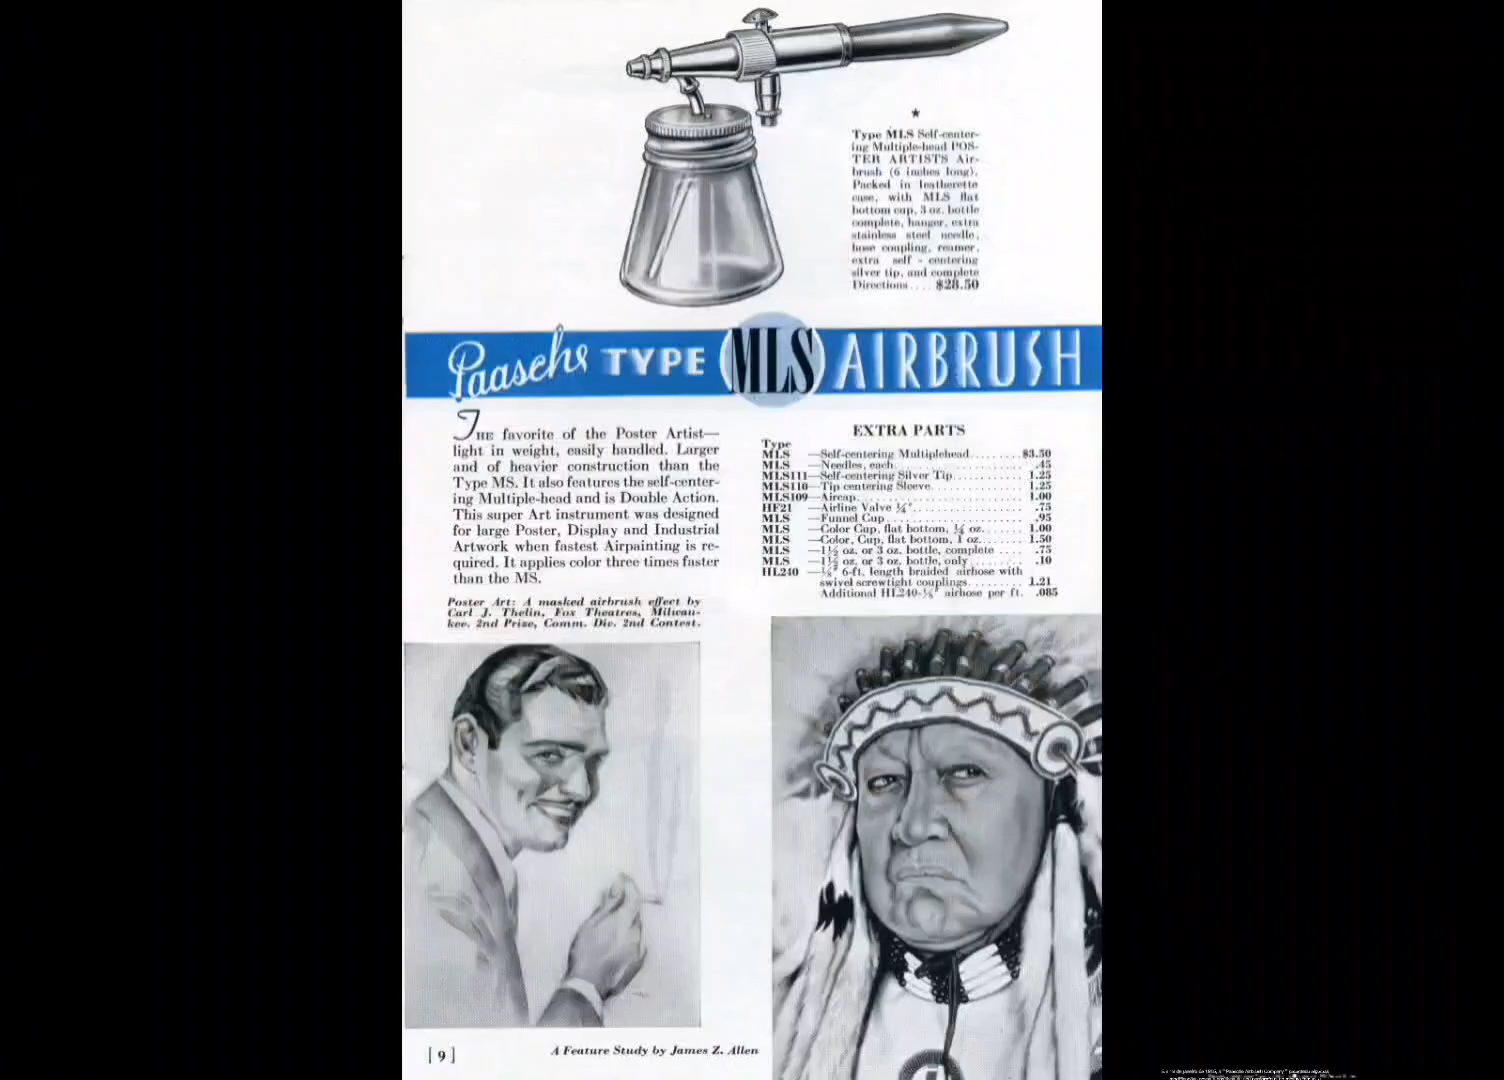 ★
Type MLS Self-center-
ing Multiple-head POS-
TER ARTISTS Air-
brush (6 inches long).
Packed in leatherette
case, with MLS flat
bottom cup, 3 oz. bottle
complete, hanger, extra
stainless steel needle,
hose coupling, reamer,
extra self - centering
silver tip, and complete
Directions.... $28.50
Paasche TYPE MLS AIRBRUSH
THE favorite of the Poster Artist—
light in weight, easily handled. Larger
and of heavier construction than the
Type MS. It also features the self-center-
ing Multiple-head and is Double Action.
This super Art instrument was designed
for large Poster, Display and Industrial
Artwork when fastest Airpainting is re-
quired. It applies color three times faster
than the MS.
Poster Art: A masked airbrush effect by
Carl J. Thelin, Fox Theatres, Milwau-
kee. 2nd Prize, Comm. Div. 2nd Contest.
EXTRA PARTS
Type
MLS —Self-centering Multiplehead........$3.50
MLS —Needles, each.................... .45
MLS111—Self-centering Silver Tip........... 1.25
MLS110—Tip centering Sleeve.............. 1.25
MLS109—Aircap......................... 1.00
HF21 —Airline Valve ¼".................. .75
MLS —Funnel Cup...................... .95
MLS —Color Cup, flat bottom, ¼ oz....... 1.00
MLS —Color, Cup, flat bottom, 1 oz....... 1.50
MLS —1½ oz. or 3 oz. bottle, complete .... .75
MLS —1½ oz. or 3 oz. bottle, only........ .10
HL240 —⅛" 6-ft. length braided airhose with
swivel screwtight couplings......... 1.21
Additional HL240-⅛" airhose per ft. .085
[ 9 ]
A Feature Study by James Z. Allen